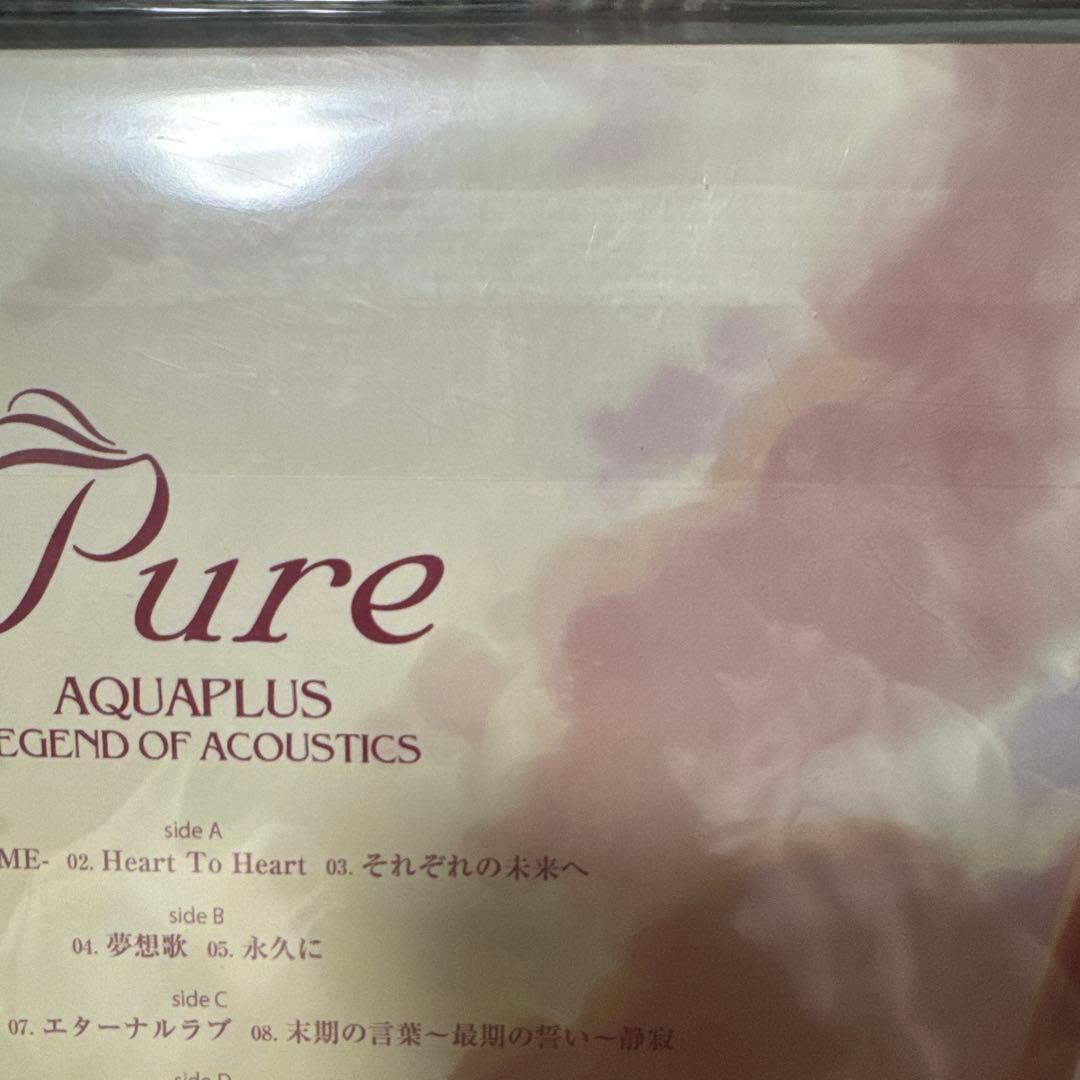 Pure
AQUAPLUS
EGEND OF ACOUSTICS
side A
ME- 02. Heart To Heart 03. それぞれの未来へ
side B
04. 夢想歌 05. 永久に
side C
07. エターナルラブ 08. 末期の言葉～最期の誓い～静寂
side D